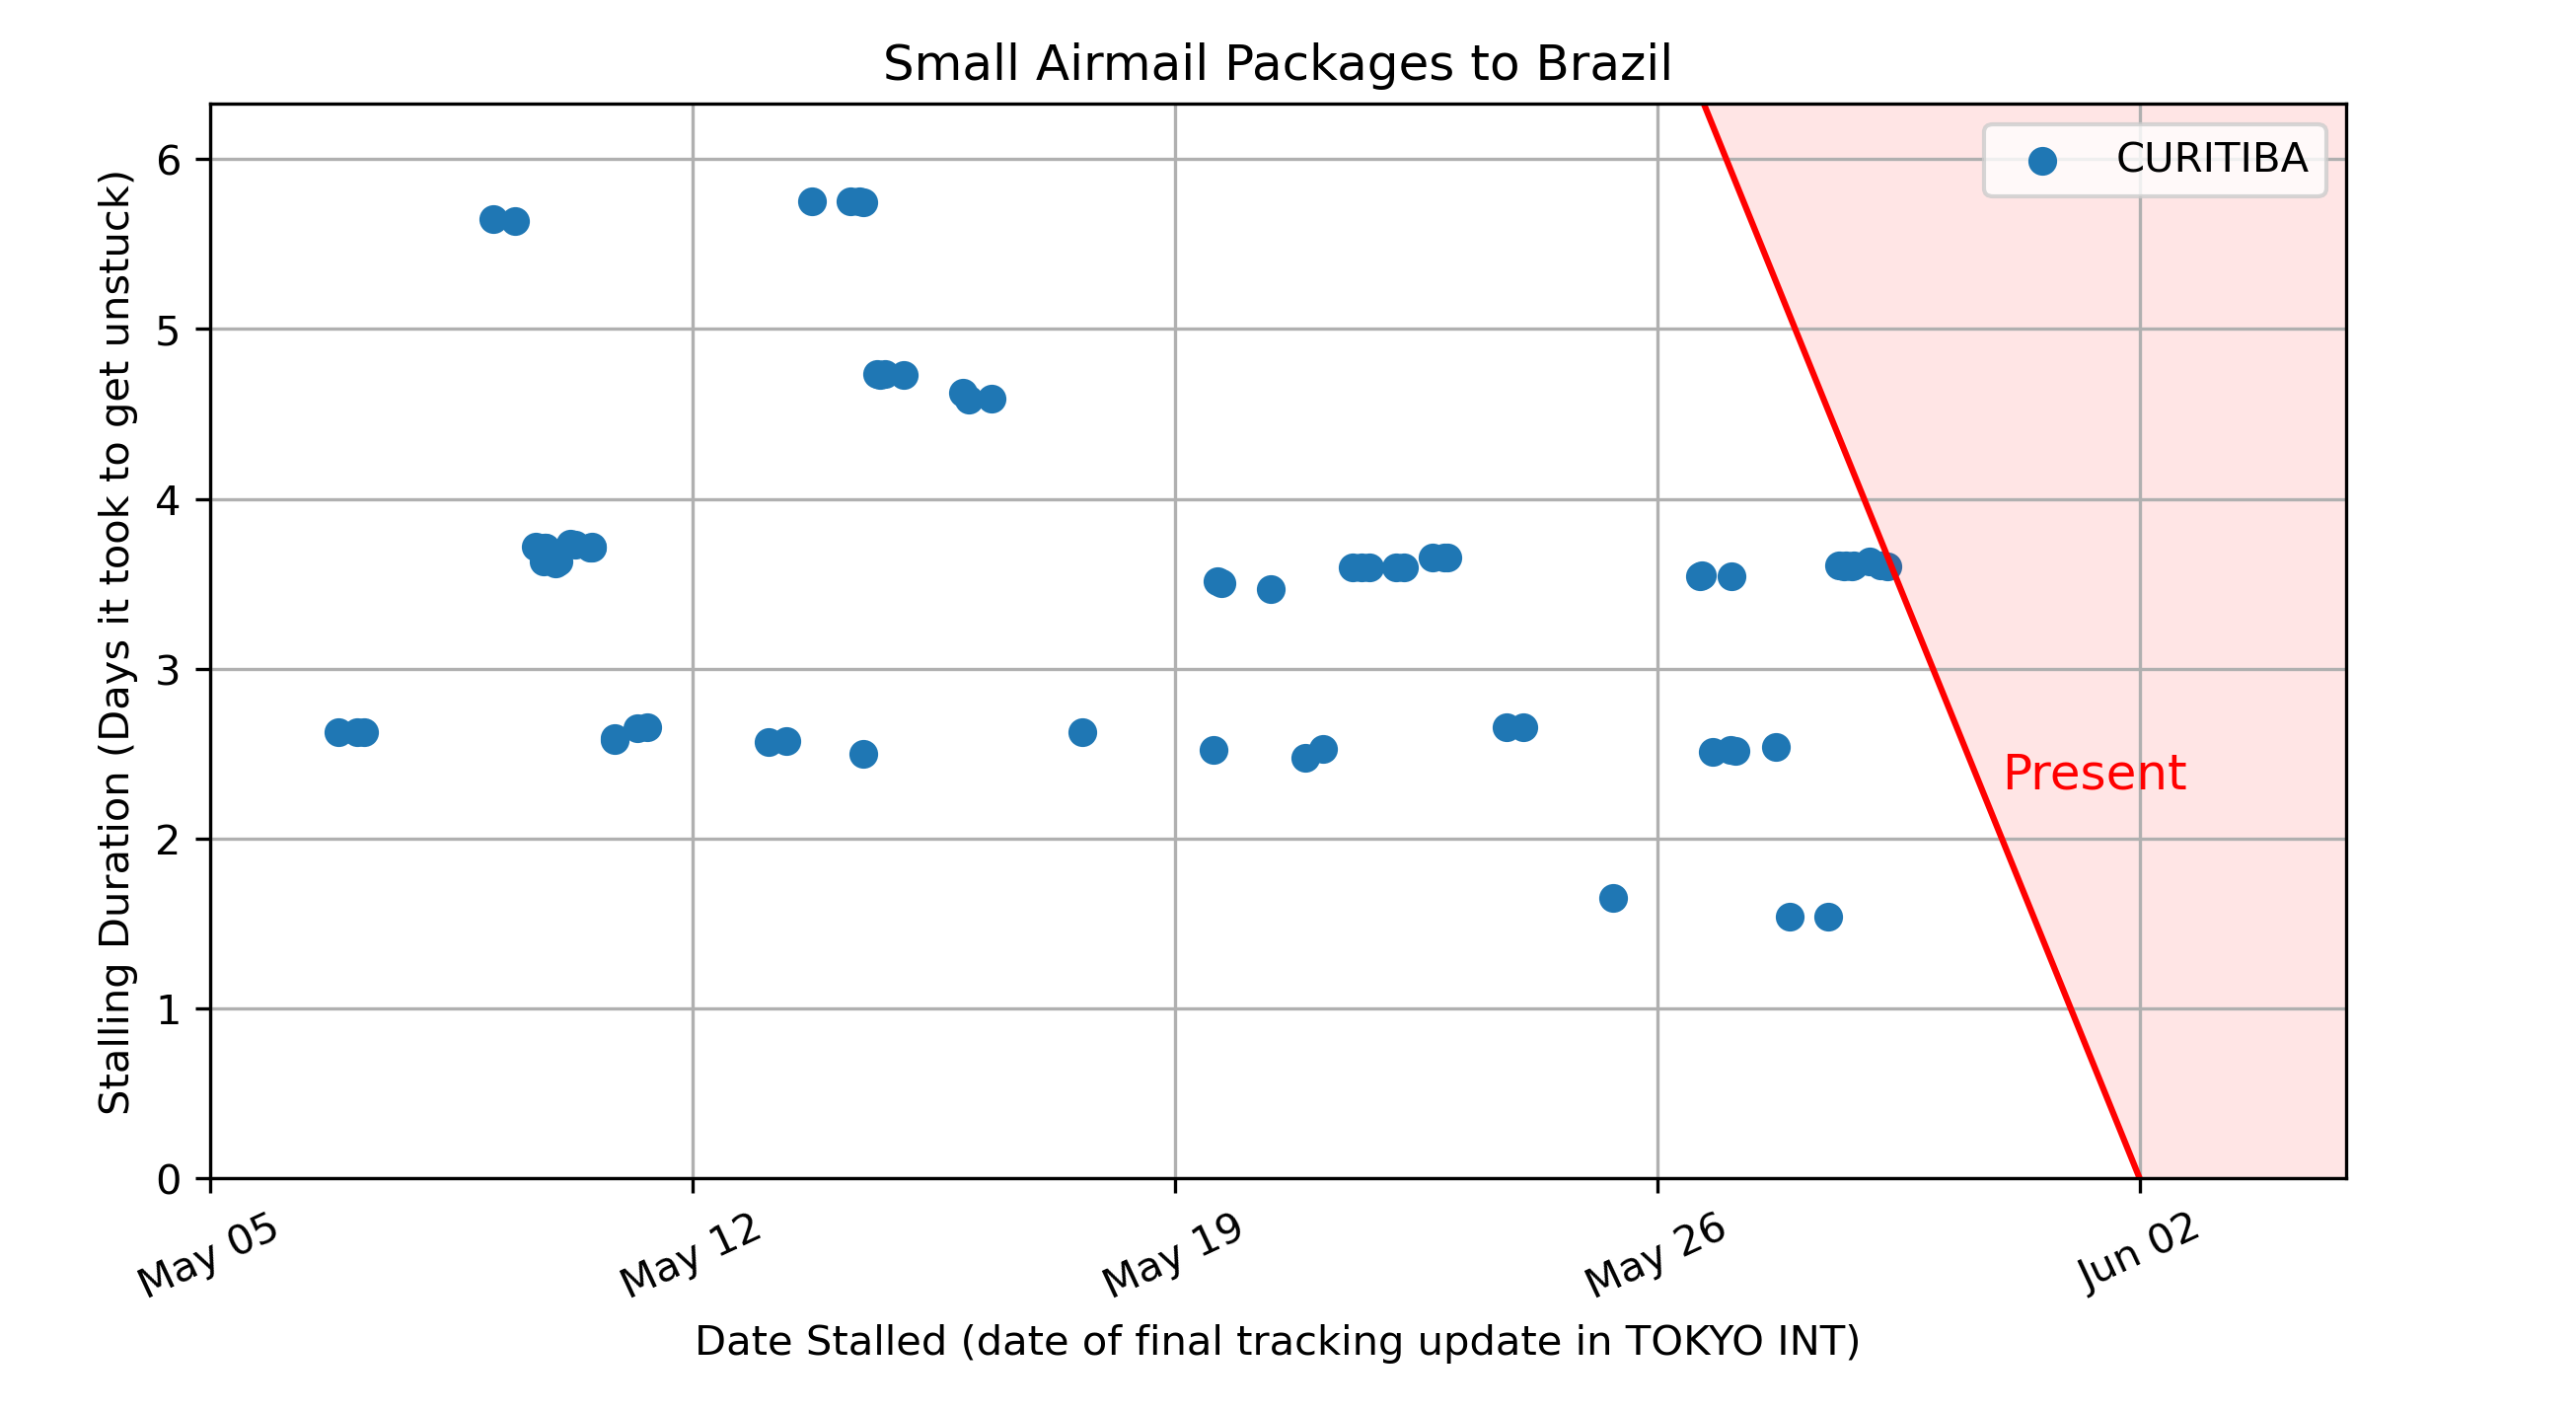 Small Airmail Packages to Brazil
CURITIBA
Stalling Duration (Days it took to get unstuck)
6
5
4
3
2
1
0
Present
May 05
May 12
May 19
May 26
Jun 02
Date Stalled (date of final tracking update in TOKYO INT)